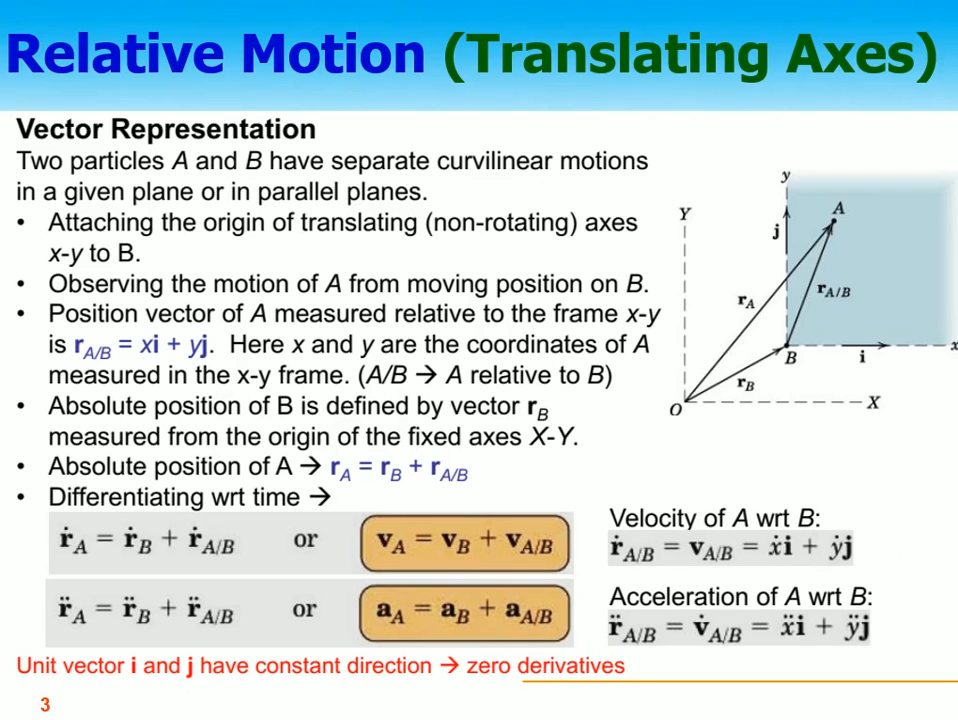 Relative Motion (Translating Axes)
Vector Representation
Two particles A and B have separate curvilinear motions
in a given plane or in parallel planes.
• Attaching the origin of translating (non-rotating) axes
x-y to B.
• Observing the motion of A from moving position on B.
• Position vector of A measured relative to the frame x-y
is r_A/B = xi + yj. Here x and y are the coordinates of A
measured in the x-y frame. (A/B → A relative to B)
• Absolute position of B is defined by vector r_B
measured from the origin of the fixed axes X-Y.
• Absolute position of A → r_A = r_B + r_A/B
• Differentiating wrt time →
ṙ_A = ṙ_B + ṙ_A/B or v_A = v_B + v_A/B
r̈_A = r̈_B + r̈_A/B or a_A = a_B + a_A/B
Unit vector i and j have constant direction → zero derivatives
y
Y
A
j
r_A
r_A/B
B
i
x
r_B
O
X
Velocity of A wrt B:
ṙ_A/B = v_A/B = ẋi + ẏj
Acceleration of A wrt B:
r̈_A/B = v̇_A/B = ẍi + ÿj
3